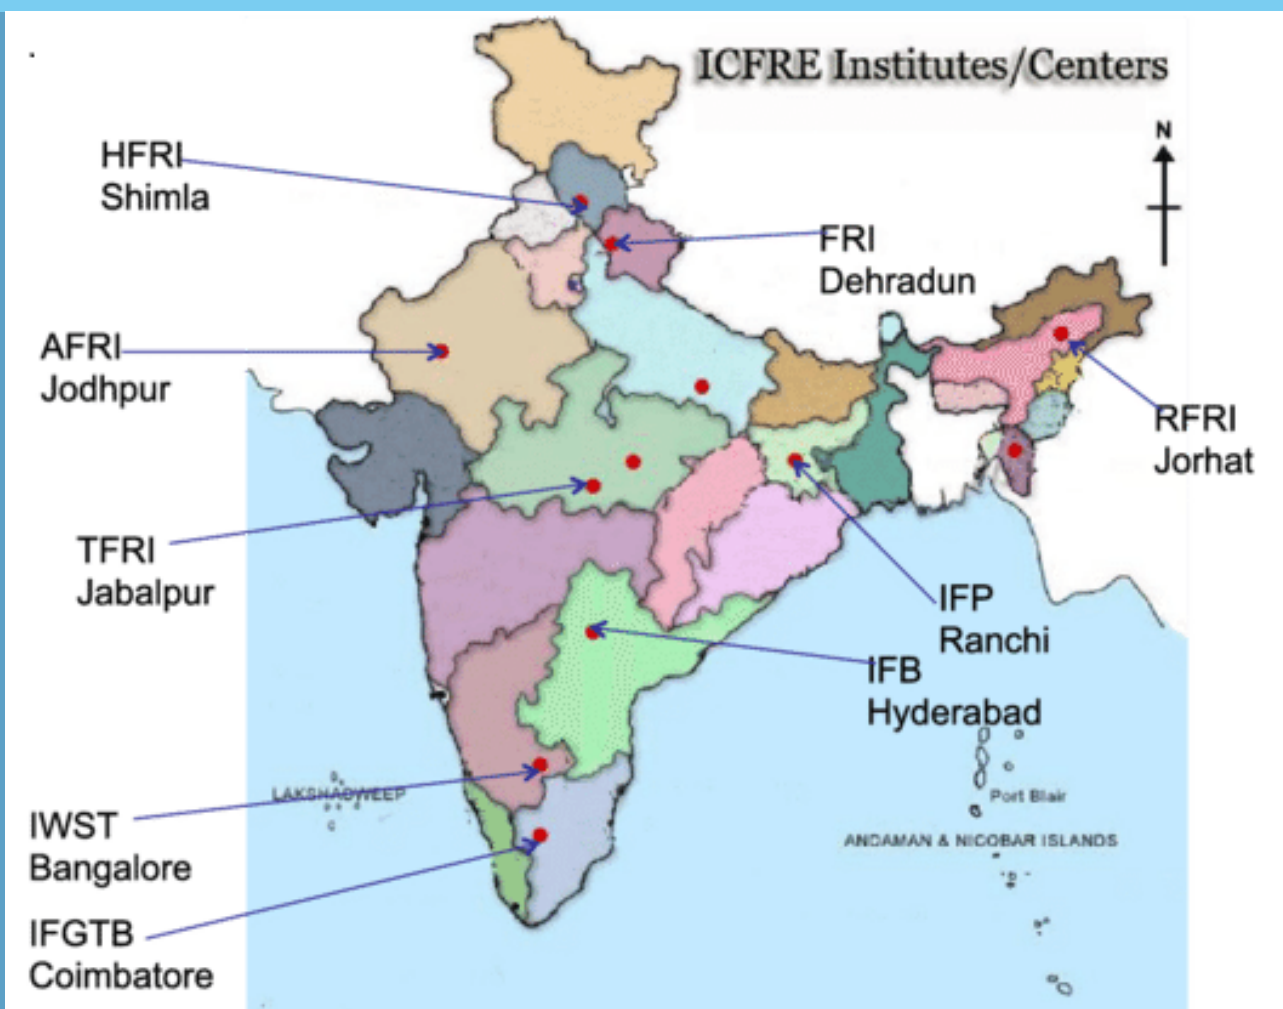 ICFRE Institutes/Centers
N
HFRI
Shimla
FRI
Dehradun
AFRI
Jodhpur
RFRI
Jorhat
TFRI
Jabalpur
IFP
Ranchi
IFB
Hyderabad
LAKSHADWEEP
Port Blair
IWST
Bangalore
ANDAMAN & NICOBAR ISLANDS
IFGTB
Coimbatore